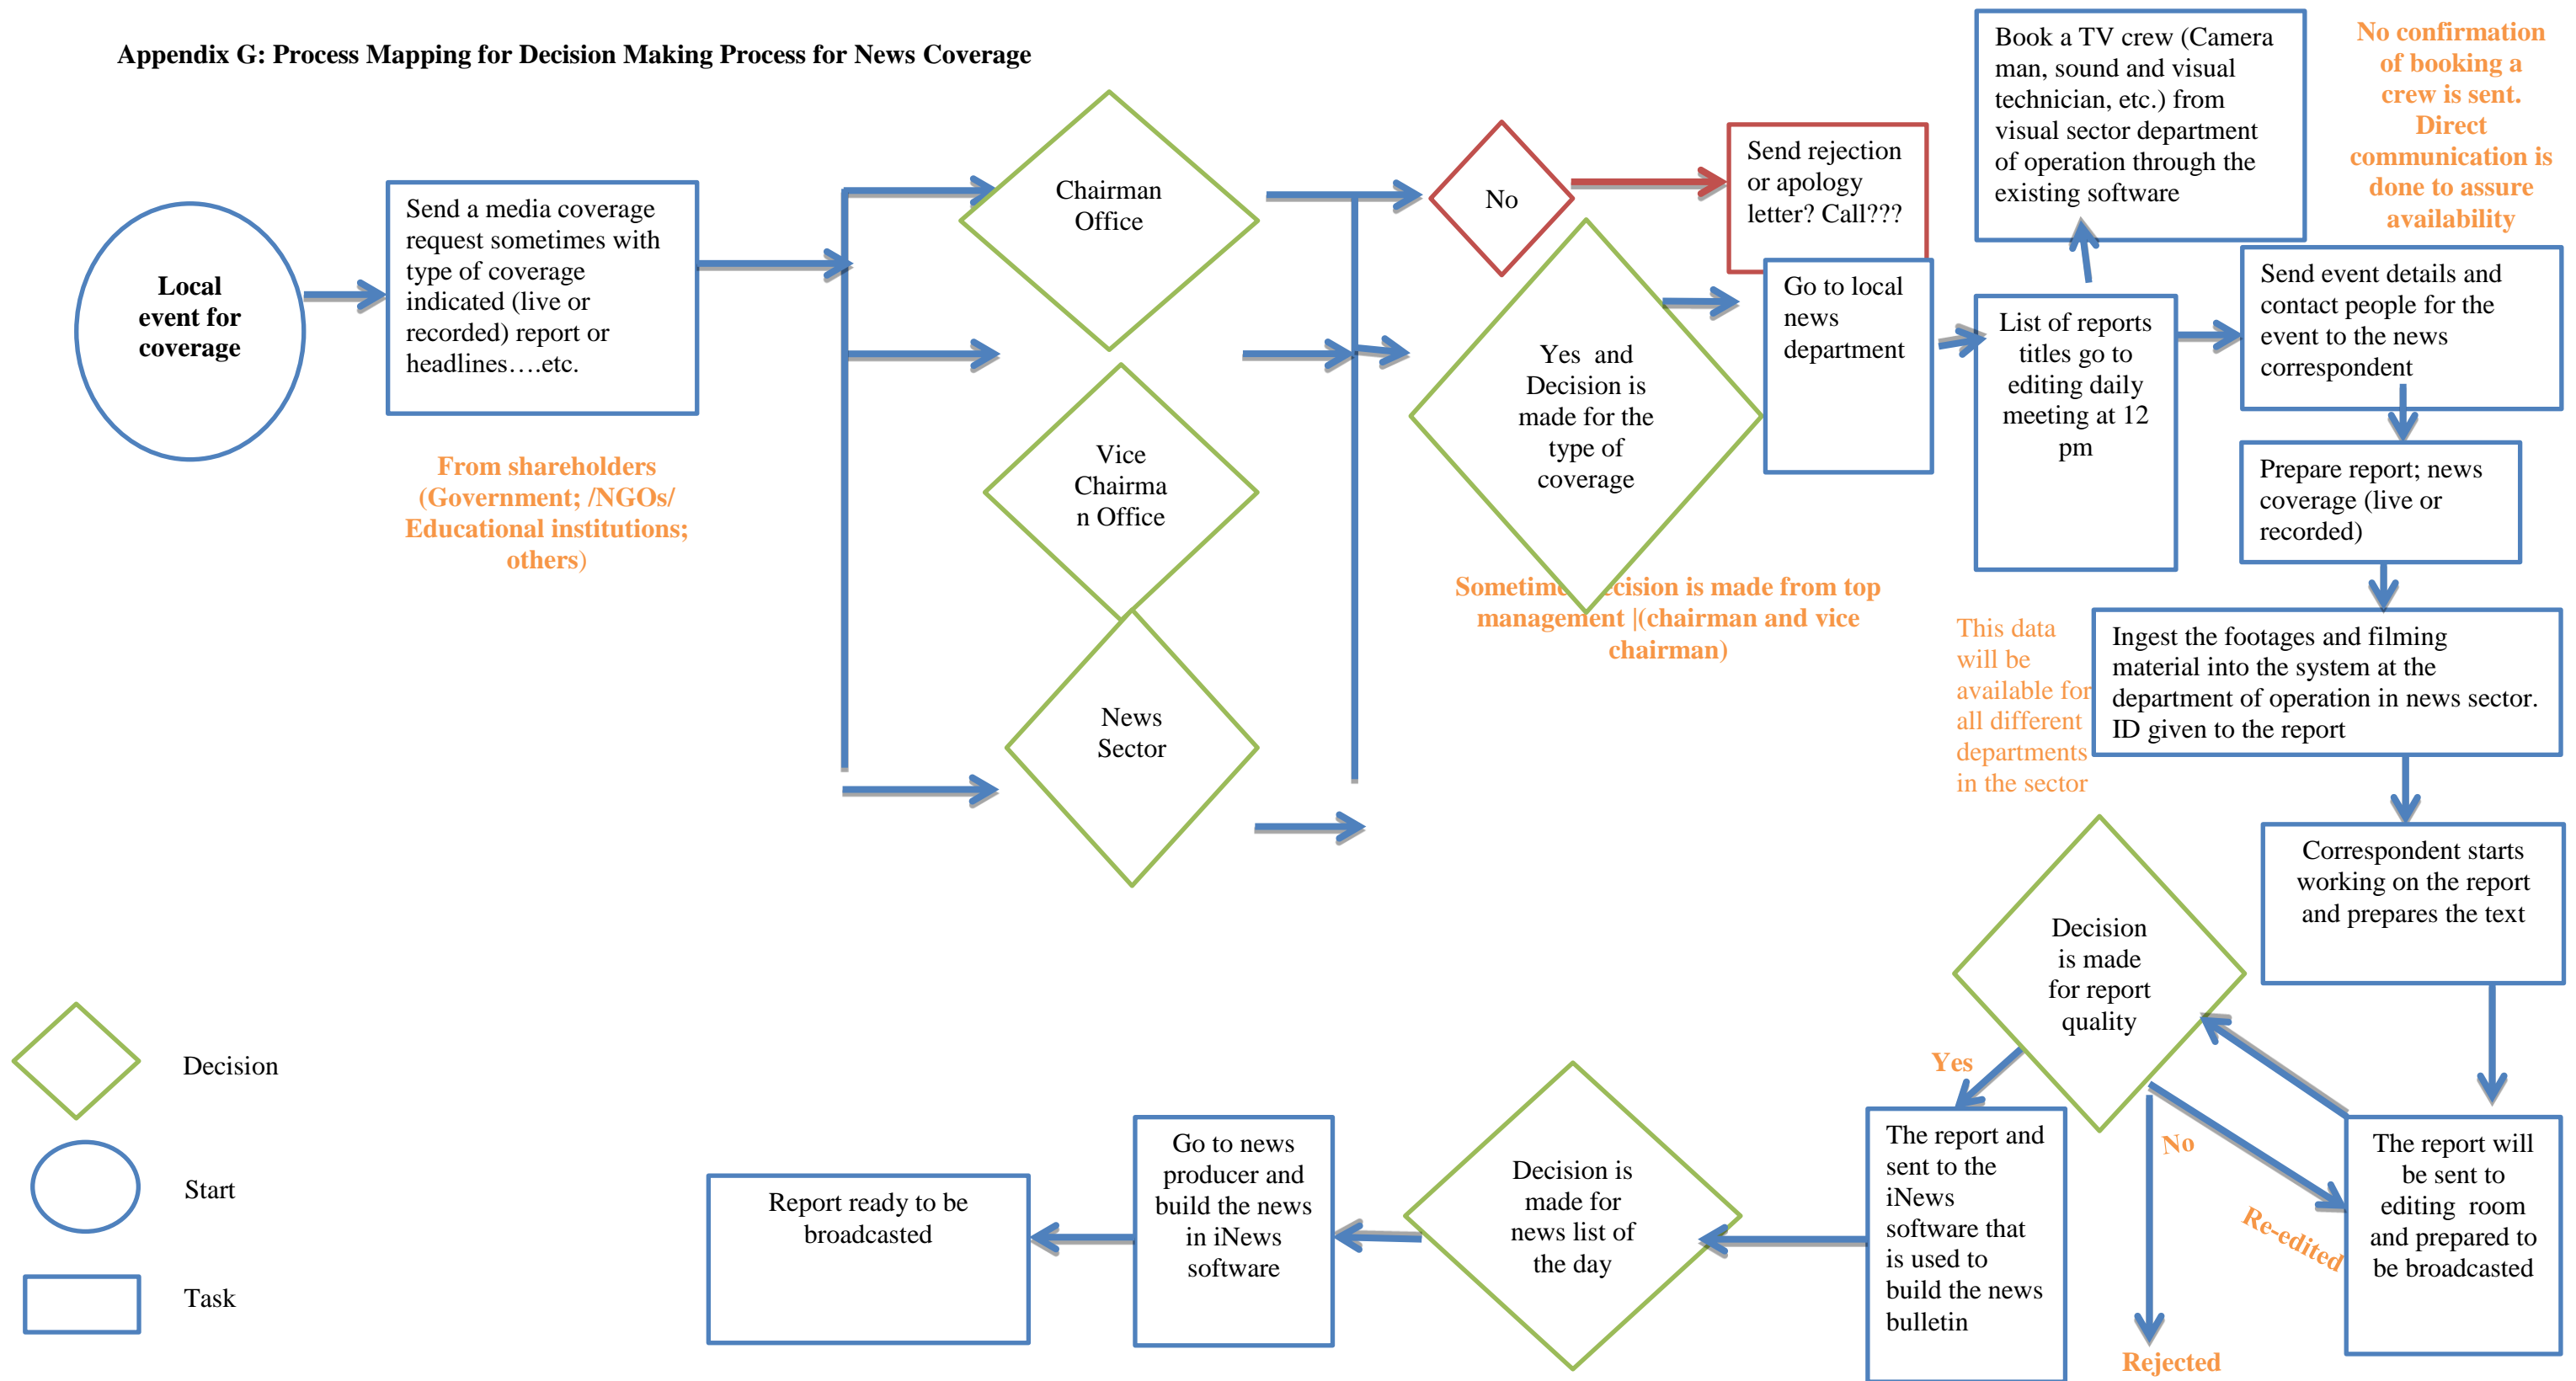 Appendix G: Process Mapping for Decision Making Process for News Coverage
Local
event for
coverage
Send a media coverage
request sometimes with
type of coverage
indicated (live or
recorded) report or
headlines….etc.
From shareholders
(Government; /NGOs/
Educational institutions;
others)
Chairman
Office
Vice
Chairma
n Office
News
Sector
No
Send rejection
or apology
letter? Call???
Yes  and
Decision is
made for the
type of
coverage
Sometime cision is made from top
management |(chairman and vice
chairman)
Go to local
news
department
List of reports
titles go to
editing daily
meeting at 12
pm
Book a TV crew (Camera
man, sound and visual
technician, etc.) from
visual sector department
of operation through the
existing software
No confirmation
of booking a
crew is sent.
Direct
communication is
done to assure
availability
Send event details and
contact people for the
event to the news
correspondent
Prepare report; news
coverage (live or
recorded)
This data
will be
available for
all different
departments
in the sector
Ingest the footages and filming
material into the system at the
department of operation in news sector.
ID given to the report
Correspondent starts
working on the report
and prepares the text
The report will
be sent to
editing  room
and prepared to
be broadcasted
Decision
is made
for report
quality
Yes
No
Re-edited
Rejected
The report and
sent to the
iNews
software that
is used to
build the news
bulletin
Decision is
made for
news list of
the day
Go to news
producer and
build the news
in iNews
software
Report ready to be
broadcasted
Decision
Start
Task